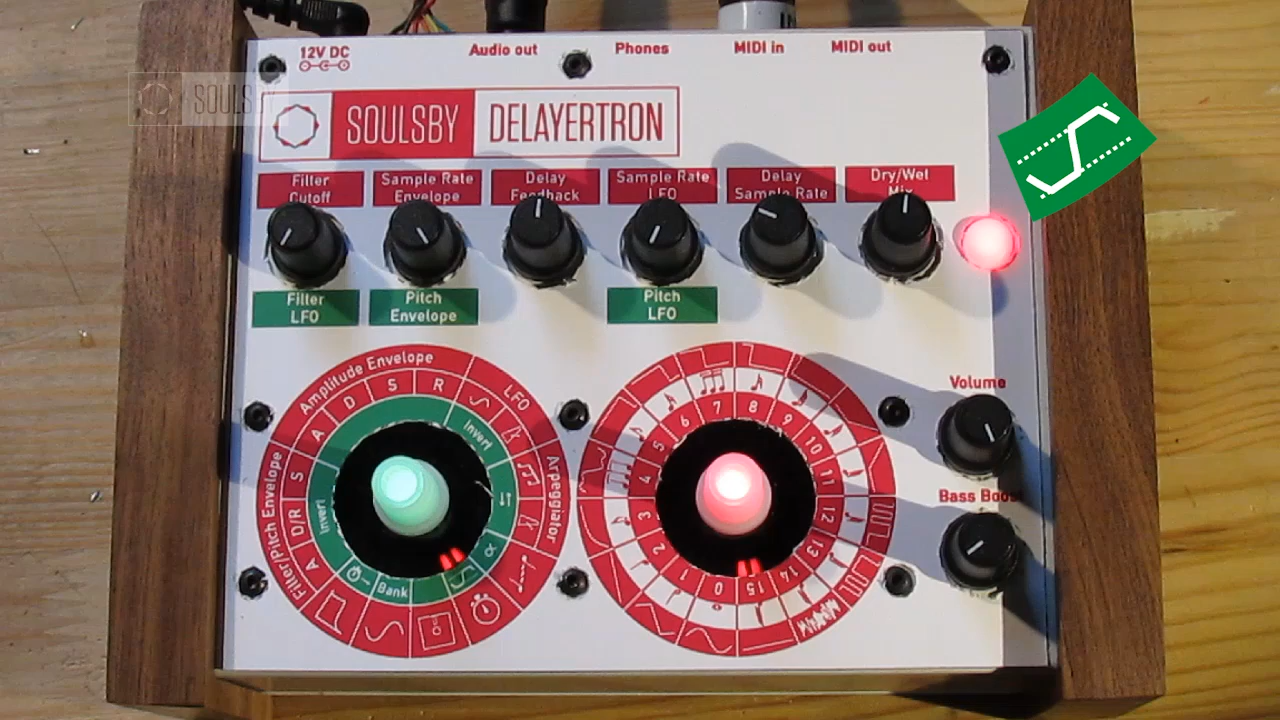 12V DC
Audio out
Phones
MIDI in
MIDI out
SOULSBY
SOULSBY
DELAYERTRON
Filter
Cutoff
Sample Rate
Envelope
Delay
Feedback
Sample Rate
LFO
Delay
Sample Rate
Dry/Wet
Mix
Filter
LFO
Pitch
Envelope
Pitch
LFO
Volume
Bass Boost
Amplitude Envelope
A
D
S
R
LFO
Arpeggiator
Filter/Pitch Envelope
A
D/R
S
Invert
Invert
Bank
0
1
2
3
4
5
6
7
8
9
10
11
12
13
14
15